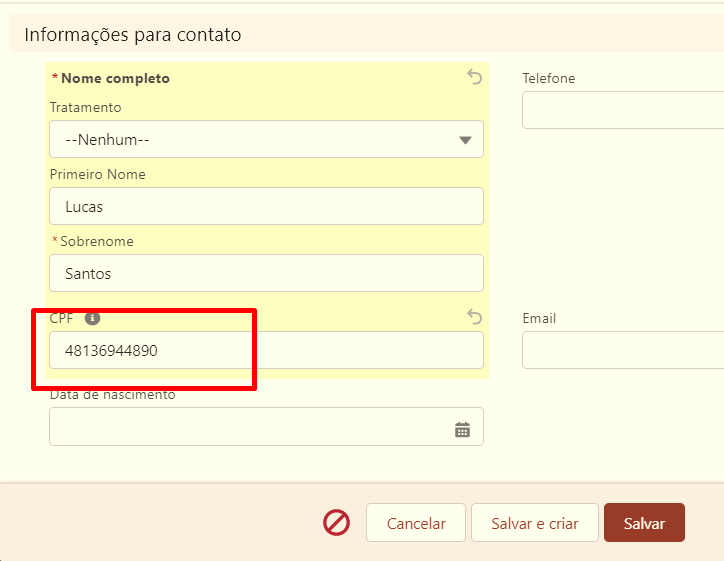 Informações para contato
* Nome completo
Tratamento
--Nenhum--
Primeiro Nome
Lucas
* Sobrenome
Santos
CPF
48136944890
Data de nascimento
Telefone
Email
Cancelar
Salvar e criar
Salvar